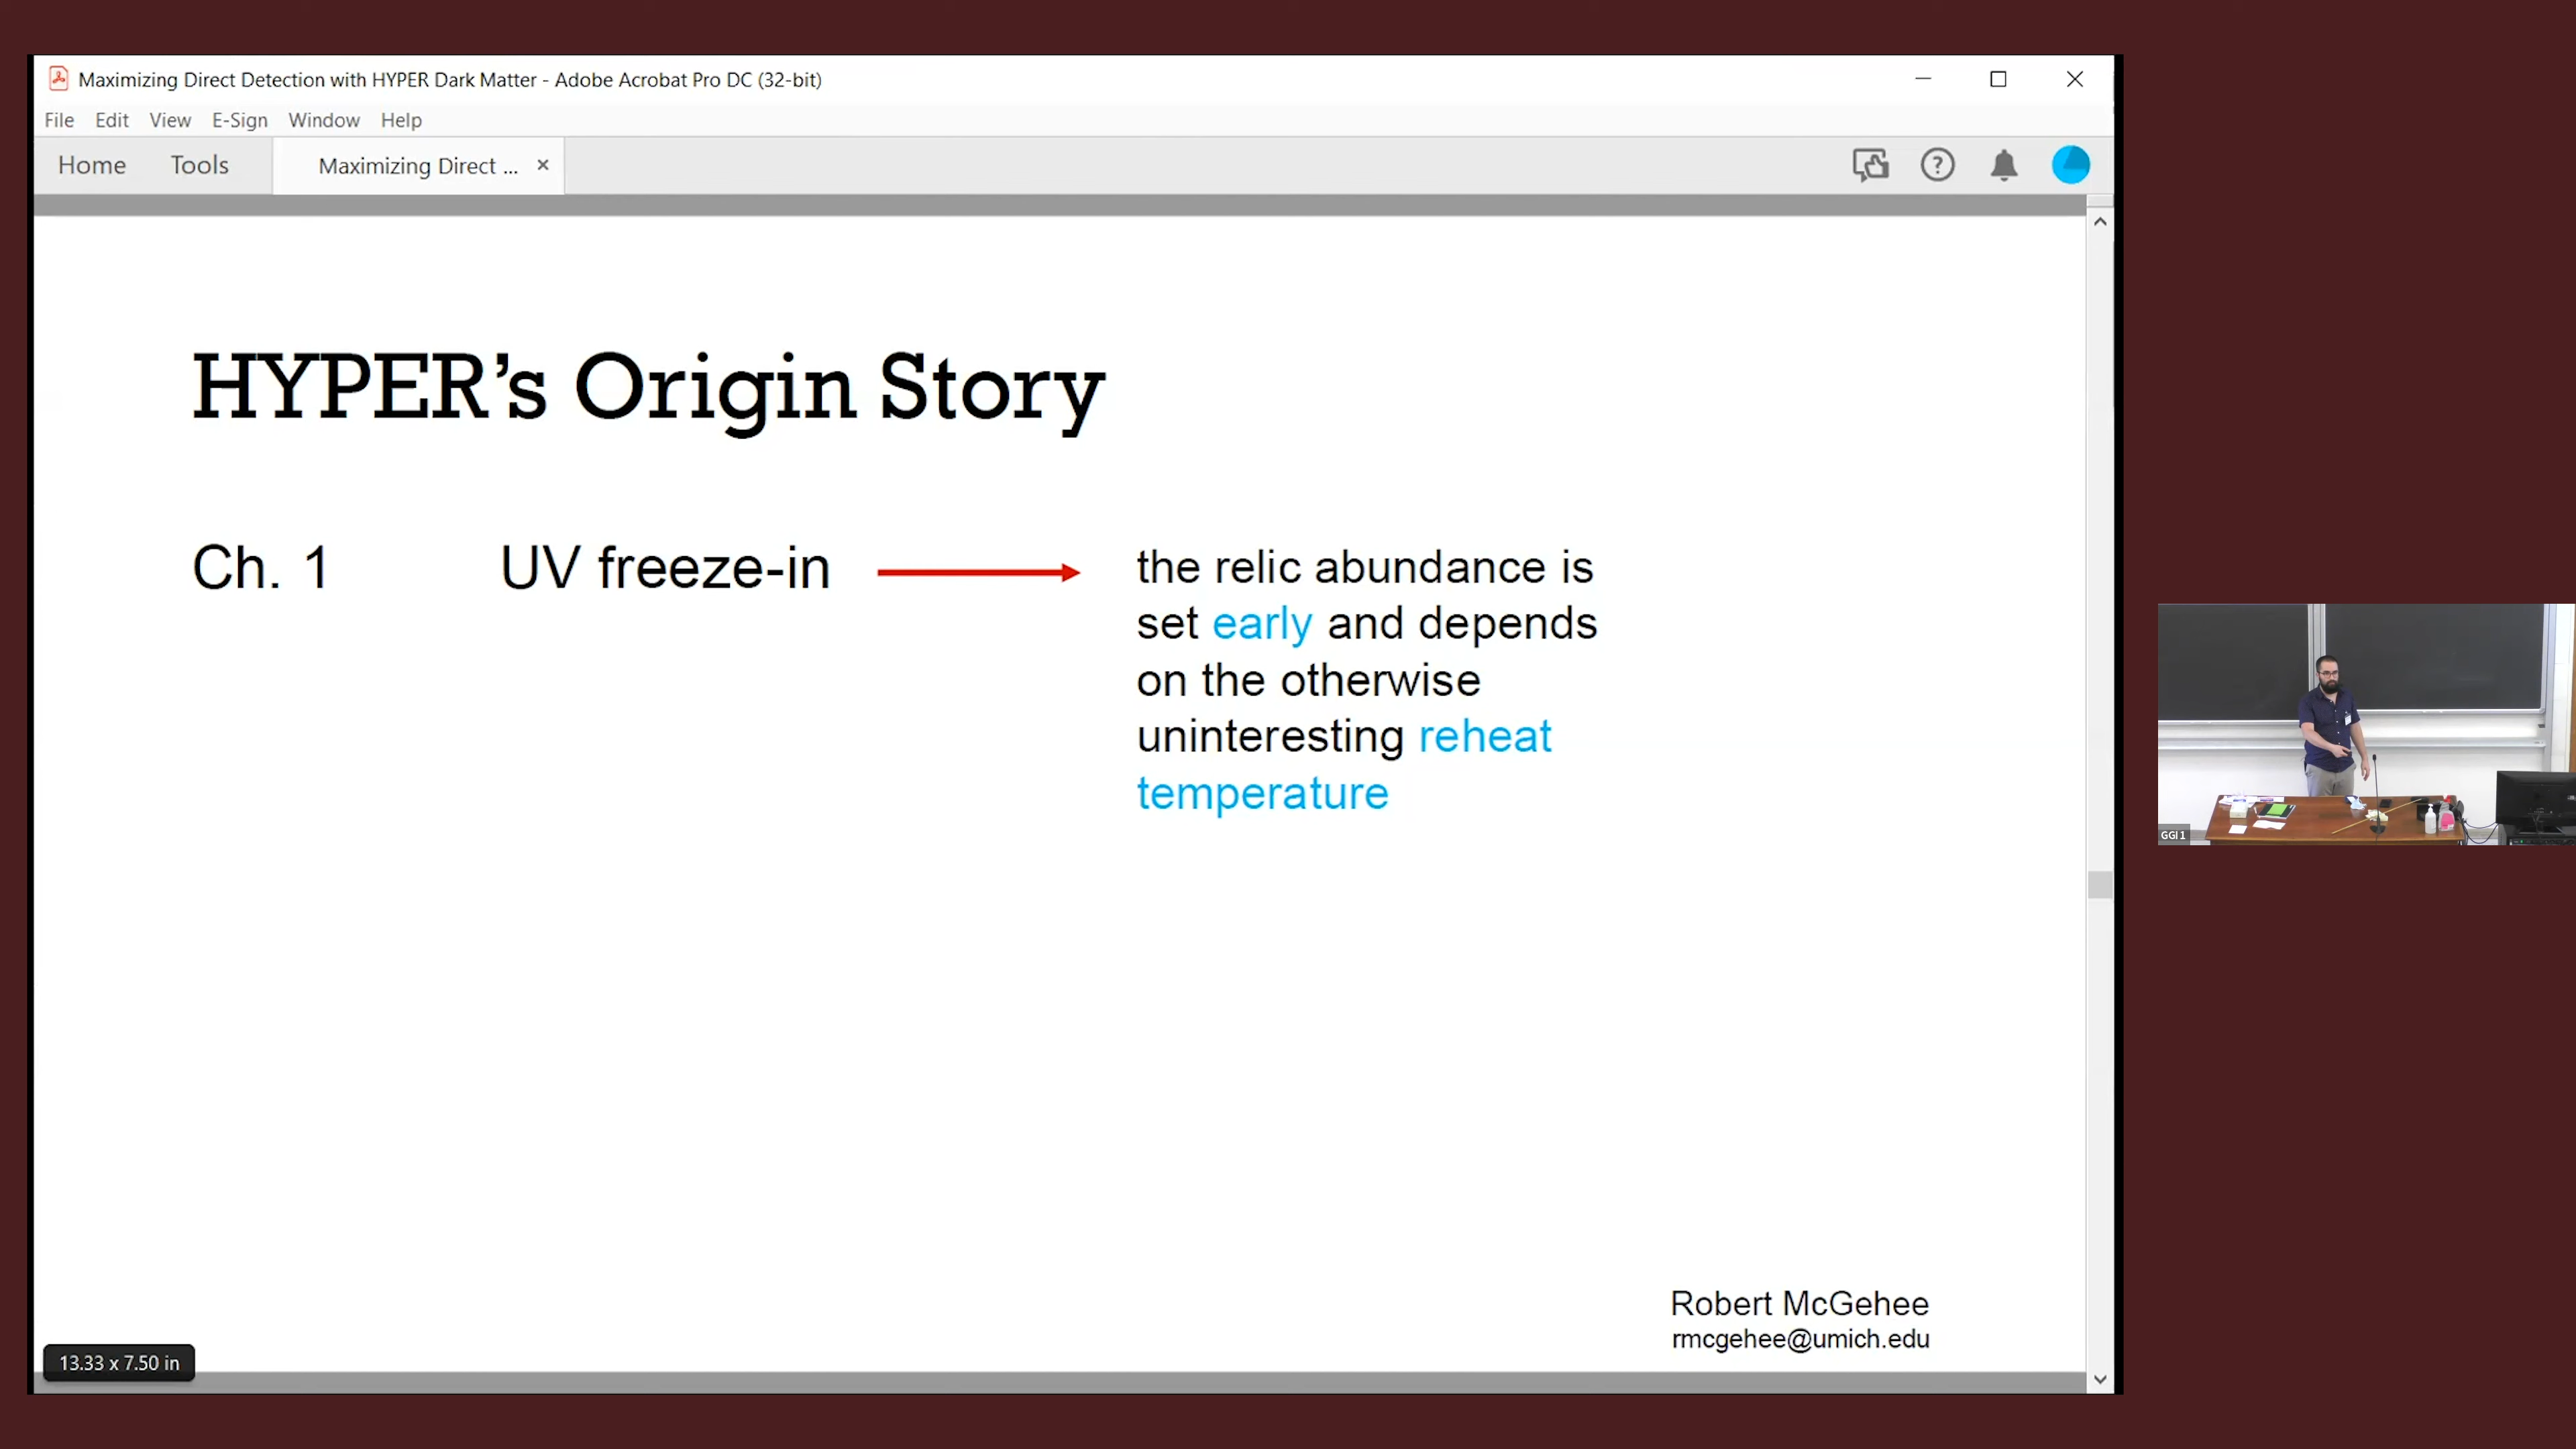 Maximizing Direct Detection with HYPER Dark Matter - Adobe Acrobat Pro DC (32-bit)
File Edit View E-Sign Window Help
Home Tools Maximizing Direct ...
HYPER’s Origin Story
Ch. 1 UV freeze-in
the relic abundance is
set early and depends
on the otherwise
uninteresting reheat
temperature
Robert McGehee
rmcgehee@umich.edu
13.33 x 7.50 in
GGI 1